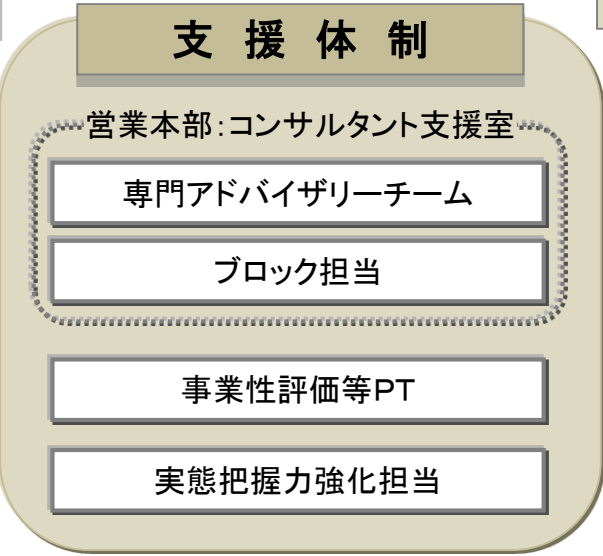 支援体制
営業本部：コンサルタント支援室
専門アドバイザリーチーム
ブロック担当
事業性評価等ＰＴ
実態把握力強化担当